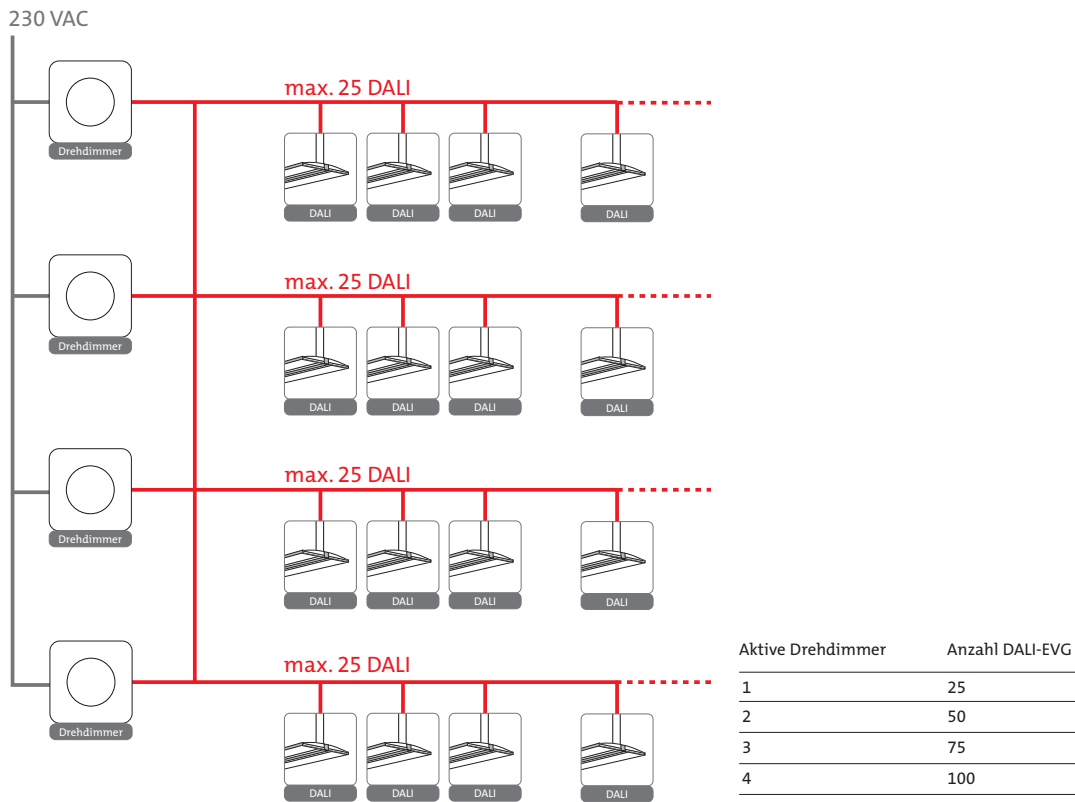 230 VAC
max. 25 DALI
Drehdimmer
DALI DALI DALI DALI
max. 25 DALI
Drehdimmer
DALI DALI DALI DALI
max. 25 DALI
Drehdimmer
DALI DALI DALI DALI
max. 25 DALI
Drehdimmer
DALI DALI DALI DALI
Aktive Drehdimmer Anzahl DALI-EVG
1 25
2 50
3 75
4 100